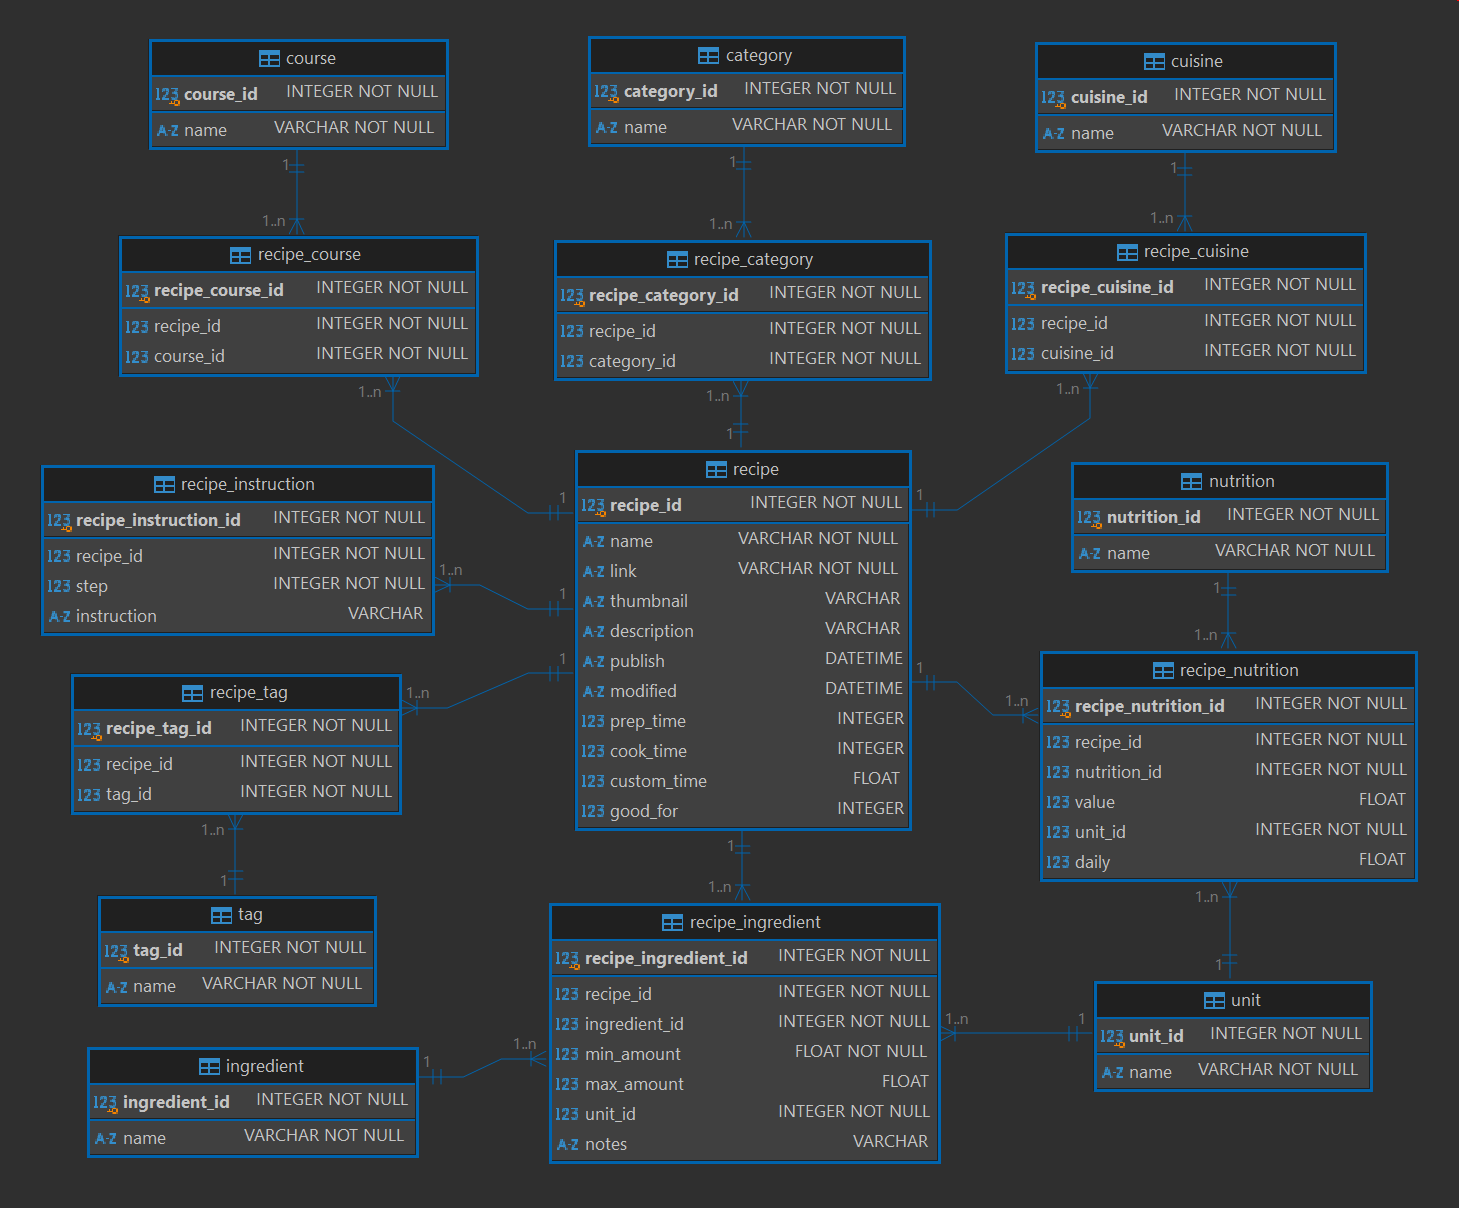 course
123 course_id INTEGER NOT NULL
A-Z name VARCHAR NOT NULL
1
1..n
category
123 category_id INTEGER NOT NULL
A-Z name VARCHAR NOT NULL
1
1..n
cuisine
123 cuisine_id INTEGER NOT NULL
A-Z name VARCHAR NOT NULL
1
1..n
recipe_course
123 recipe_course_id INTEGER NOT NULL
123 recipe_id INTEGER NOT NULL
123 course_id INTEGER NOT NULL
1..n
1
recipe_category
123 recipe_category_id INTEGER NOT NULL
123 recipe_id INTEGER NOT NULL
123 category_id INTEGER NOT NULL
1..n
1
recipe_cuisine
123 recipe_cuisine_id INTEGER NOT NULL
123 recipe_id INTEGER NOT NULL
123 cuisine_id INTEGER NOT NULL
1..n
1
recipe_instruction
123 recipe_instruction_id INTEGER NOT NULL
123 recipe_id INTEGER NOT NULL
123 step INTEGER NOT NULL
A-Z instruction VARCHAR
1..n
1
recipe
123 recipe_id INTEGER NOT NULL
A-Z name VARCHAR NOT NULL
A-Z link VARCHAR NOT NULL
A-Z thumbnail VARCHAR
A-Z description VARCHAR
A-Z publish DATETIME
A-Z modified DATETIME
123 prep_time INTEGER
123 cook_time INTEGER
123 custom_time FLOAT
123 good_for INTEGER
nutrition
123 nutrition_id INTEGER NOT NULL
A-Z name VARCHAR NOT NULL
1
1..n
recipe_tag
123 recipe_tag_id INTEGER NOT NULL
123 recipe_id INTEGER NOT NULL
123 tag_id INTEGER NOT NULL
1..n
1
1..n
1
recipe_nutrition
123 recipe_nutrition_id INTEGER NOT NULL
123 recipe_id INTEGER NOT NULL
123 nutrition_id INTEGER NOT NULL
123 value FLOAT
123 unit_id INTEGER NOT NULL
123 daily FLOAT
1
1..n
1..n
1
tag
123 tag_id INTEGER NOT NULL
A-Z name VARCHAR NOT NULL
1
1..n
recipe_ingredient
123 recipe_ingredient_id INTEGER NOT NULL
123 recipe_id INTEGER NOT NULL
123 ingredient_id INTEGER NOT NULL
123 min_amount FLOAT NOT NULL
123 max_amount FLOAT
123 unit_id INTEGER NOT NULL
A-Z notes VARCHAR
1..n
1
unit
123 unit_id INTEGER NOT NULL
A-Z name VARCHAR NOT NULL
ingredient
123 ingredient_id INTEGER NOT NULL
A-Z name VARCHAR NOT NULL
1
1..n